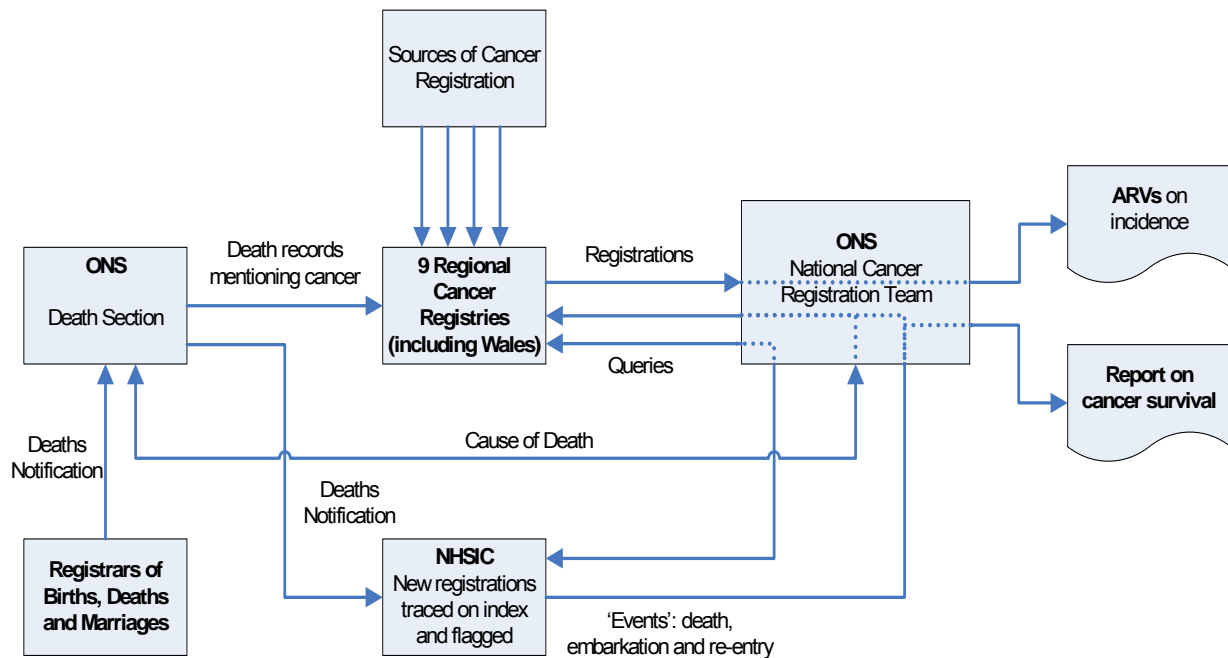 Sources of Cancer
Registration
ONS
Death Section
Death records
mentioning cancer
9 Regional
Cancer
Registries
(including Wales)
Registrations
Queries
ONS
National Cancer
Registration Team
ARVs on
incidence
Report on
cancer survival
Deaths
Notification
Cause of Death
Deaths
Notification
Registrars of
Births, Deaths
and Marriages
NHSIC
New registrations
traced on index
and flagged
‘Events’: death,
embarkation and re-entry